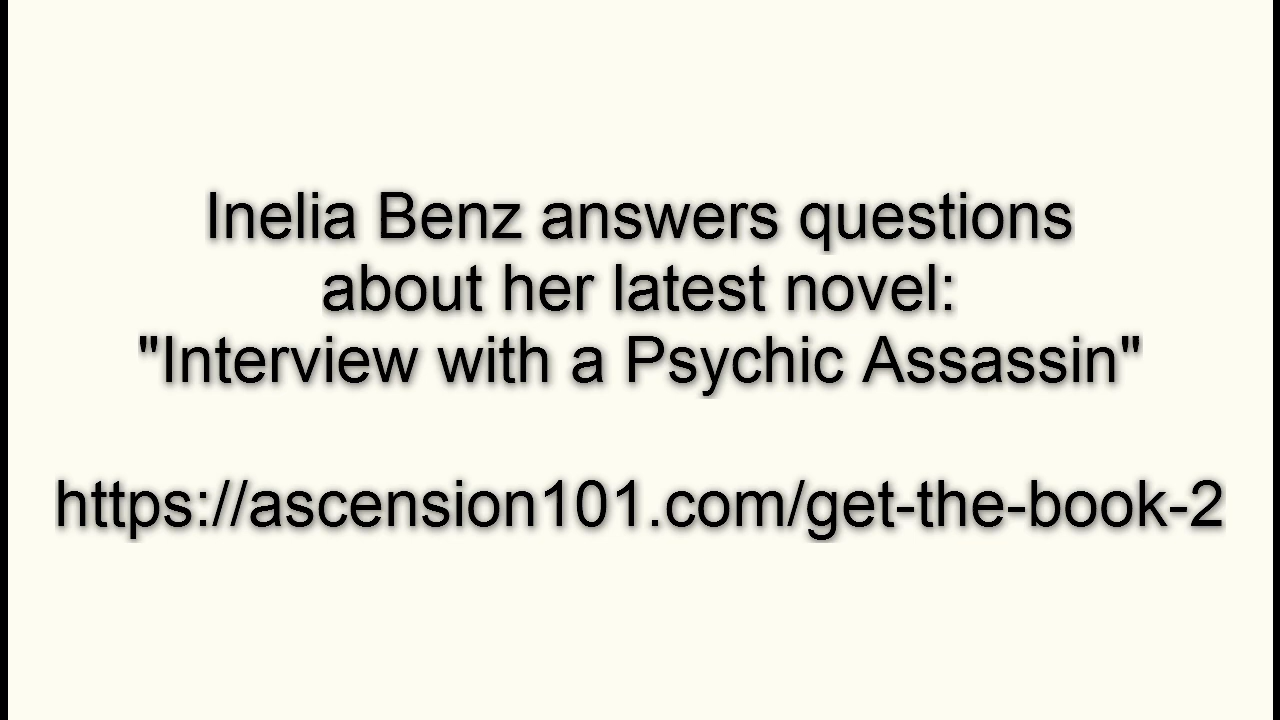 Inelia Benz answers questions
about her latest novel:
"Interview with a Psychic Assassin"
https://ascension101.com/get-the-book-2